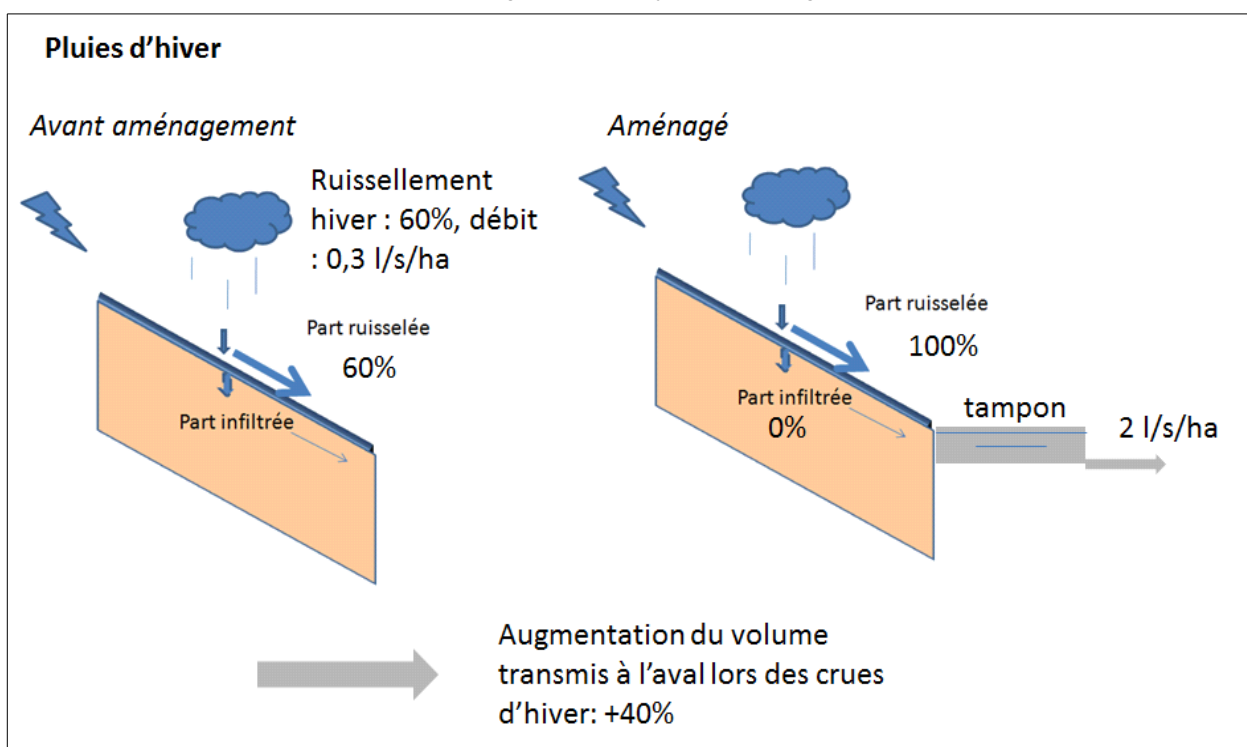 Pluies d'hiver
Avant aménagement
Ruissellement
hiver : 60%, débit
: 0,3 l/s/ha
Part ruisselée
60%
Part infiltrée
Aménagé
Part ruisselée
100%
Part infiltrée
0%
tampon
2 l/s/ha
Augmentation du volume
transmis à l'aval lors des crues
d'hiver: +40%